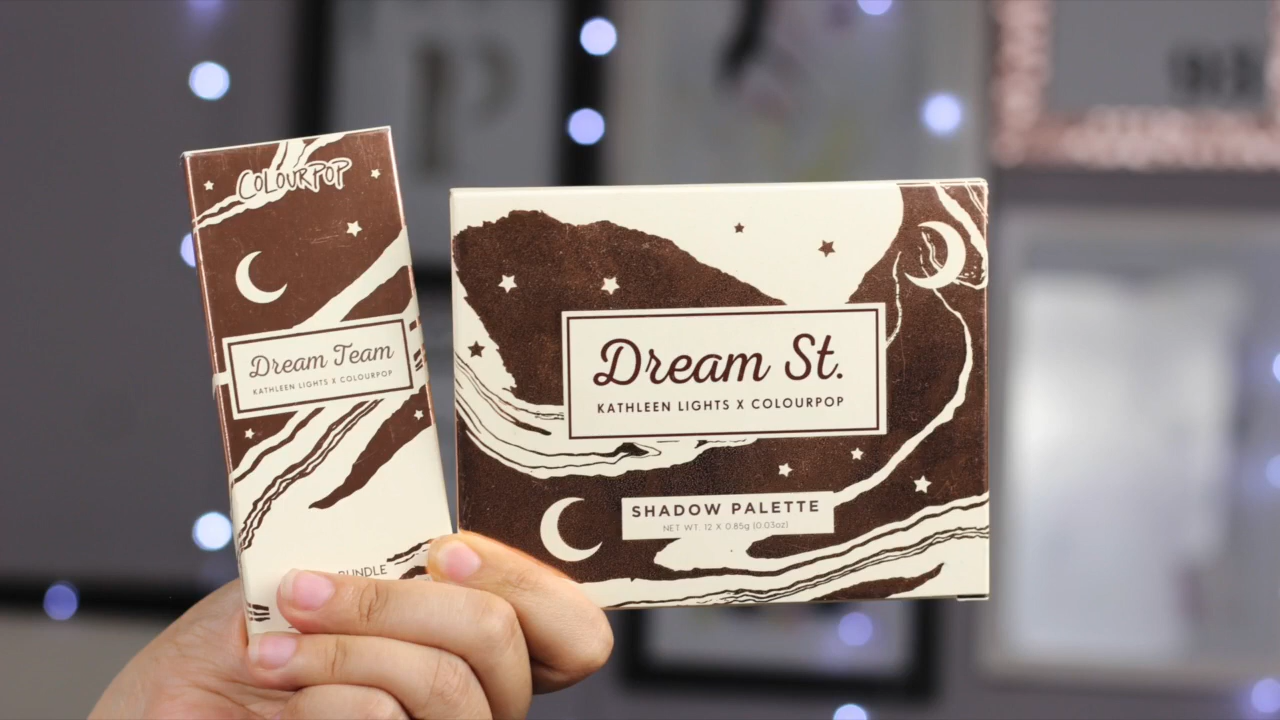 COLOURPOP
Dream Team
KATHLEEN LIGHTS X COLOURPOP
BUNDLE
Dream St.
KATHLEEN LIGHTS X COLOURPOP
SHADOW PALETTE
NET WT. 12 X 0.85g (0.03oz)